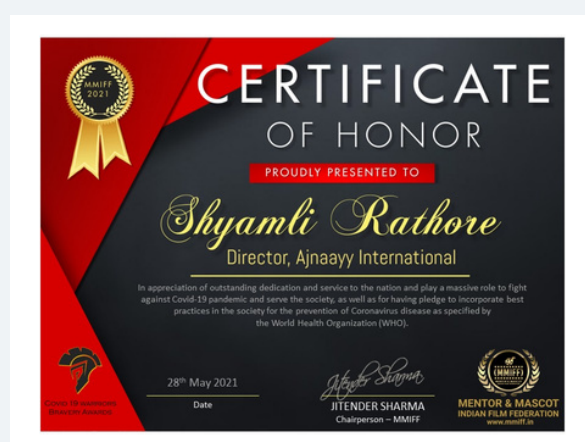 MMIFF
2021
CERTIFICATE
OF HONOR
PROUDLY PRESENTED TO
Shyamli Rathore
Director, Ajnaayy International
In appreciation of outstanding dedication and service to the nation and play a massive role to fight
against Covid-19 pandemic and serve the society, as well as for having pledge to incorporate best
practices in the society for the prevention of Coronavirus disease as specified by
the World Health Organization (WHO).
COVID 19 WARRIORS
BRAVERY AWARDS
28th May 2021
Date
Jitender Sharma
JITENDER SHARMA
Chairperson – MMIFF
(MMIFF)
MENTOR & MASCOT
INDIAN FILM FEDERATION
www.mmiff.in